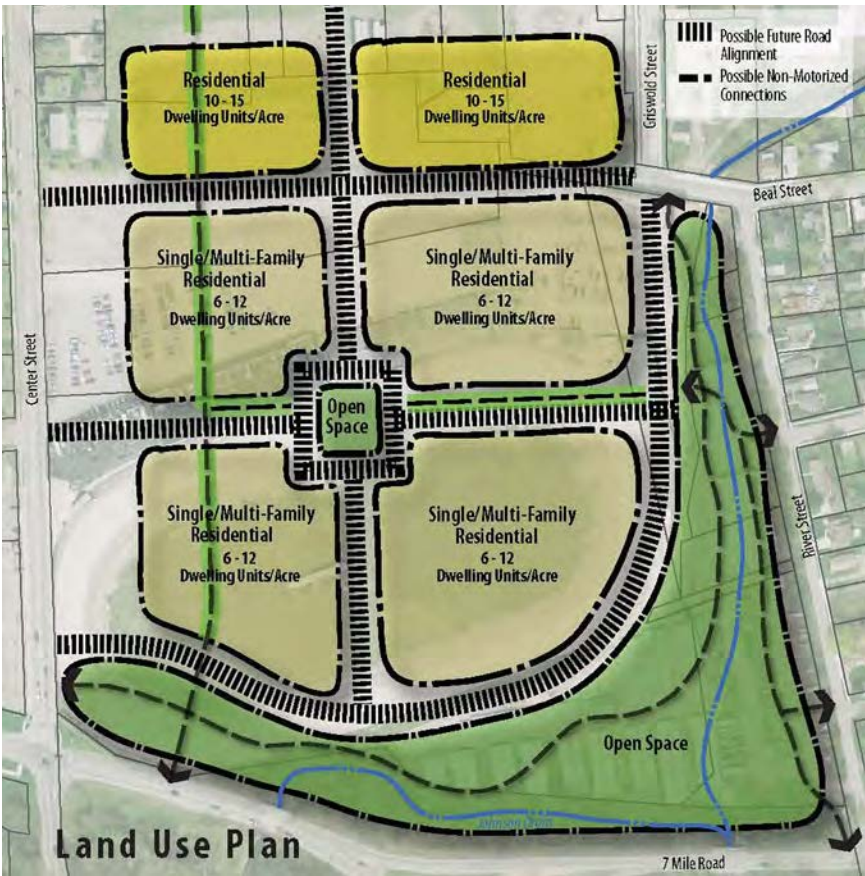 Possible Future Road
Alignment
Possible Non-Motorized
Connections
Griswold Street
Residential
10 - 15
Dwelling Units/Acre
Residential
10 - 15
Dwelling Units/Acre
Beal Street
Single/Multi-Family
Residential
6 - 12
Dwelling Units/Acre
Single/Multi-Family
Residential
6 - 12
Dwelling Units/Acre
Center Street
Open
Space
Single/Multi-Family
Residential
6 - 12
Dwelling Units/Acre
Single/Multi-Family
Residential
6 - 12
Dwelling Units/Acre
River Street
Open Space
Johnson Drain
Land Use Plan
7 Mile Road